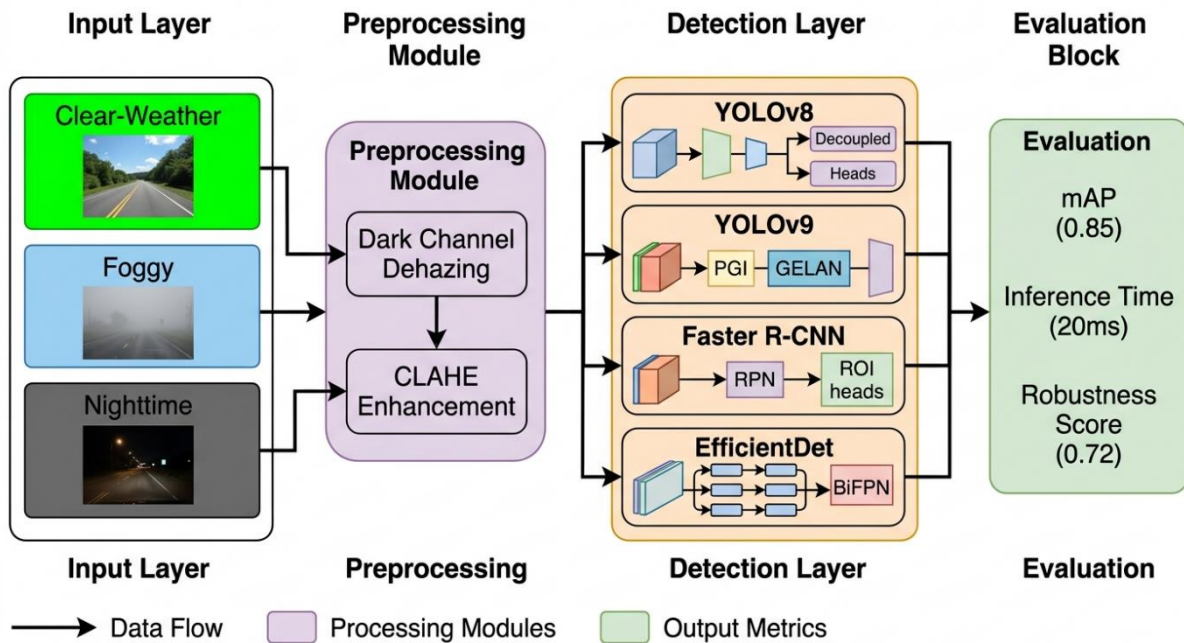 Input Layer
Preprocessing
Module
Detection Layer
Evaluation
Block
Clear-Weather
Foggy
Nighttime
Preprocessing
Module
Dark Channel
Dehazing
CLAHE
Enhancement
YOLOv8
Decoupled
Heads
YOLOv9
PGI
GELAN
Faster R-CNN
RPN
ROI
heads
EfficientDet
BiFPN
Evaluation
mAP
(0.85)
Inference Time
(20ms)
Robustness
Score
(0.72)
Input Layer
Preprocessing
Detection Layer
Evaluation
Data Flow
Processing Modules
Output Metrics